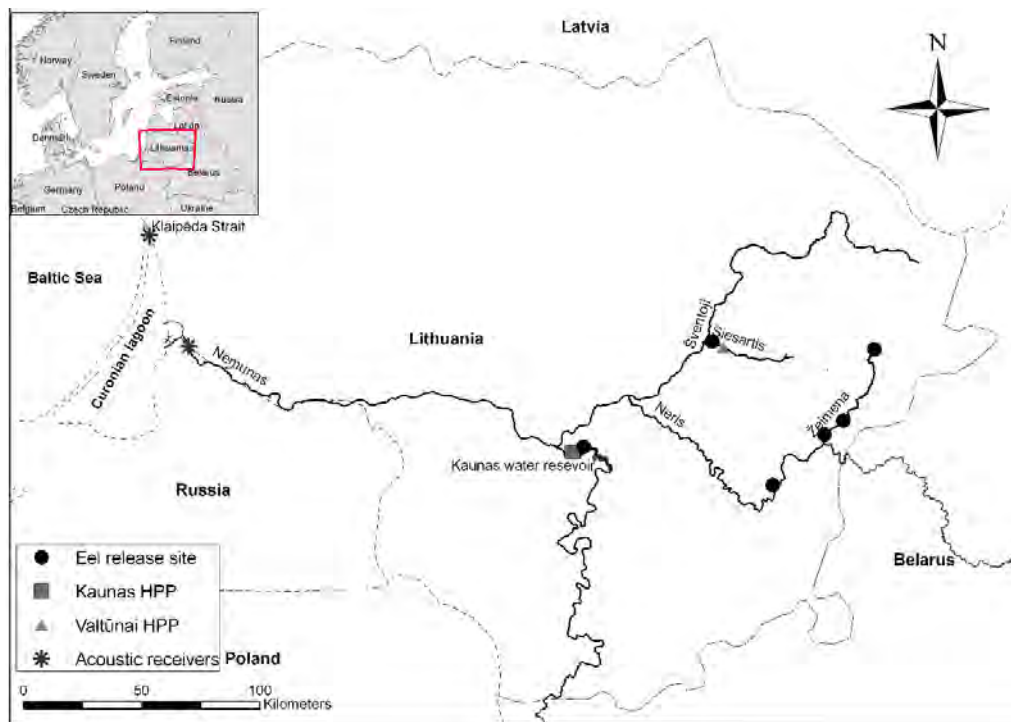 Latvia
N
Norway
Finland
Sweden
Estonia
Russia
Latvia
Denmark
Lithuania
Belarus
Germany
Poland
Belgium
Czech Republic
Ukraine
Klaipėda Strait
Baltic Sea
Curonian lagoon
Nemunas
Lithuania
Šventoji
Siesartis
Neris
Žeimena
Kaunas water resevoir
Russia
Belarus
Eel release site
Kaunas HPP
Valtūnai HPP
Acoustic receivers
Poland
0 50 100
Kilometers